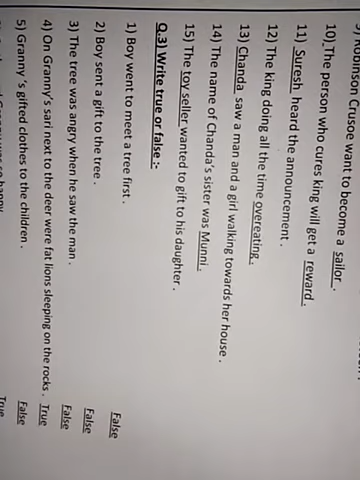 Robinson Crusoe want to become a sailor.
10) The person who cures king will get a reward.
11) Suresh heard the announcement.
12) The king doing all the time overeating.
13) Chanda saw a man and a girl walking towards her house.
14) The name of Chanda's sister was Munni.
15) The toy seller wanted to gift to his daughter.
Q.3) Write true or false :-
1) Boy went to meet a tree first. False
2) Boy sent a gift to the tree. False
3) The tree was angry when he saw the man. False
4) On Granny's sari next to the deer were fat lions sleeping on the rocks. True
5) Granny 's gifted clothes to the children. False
True